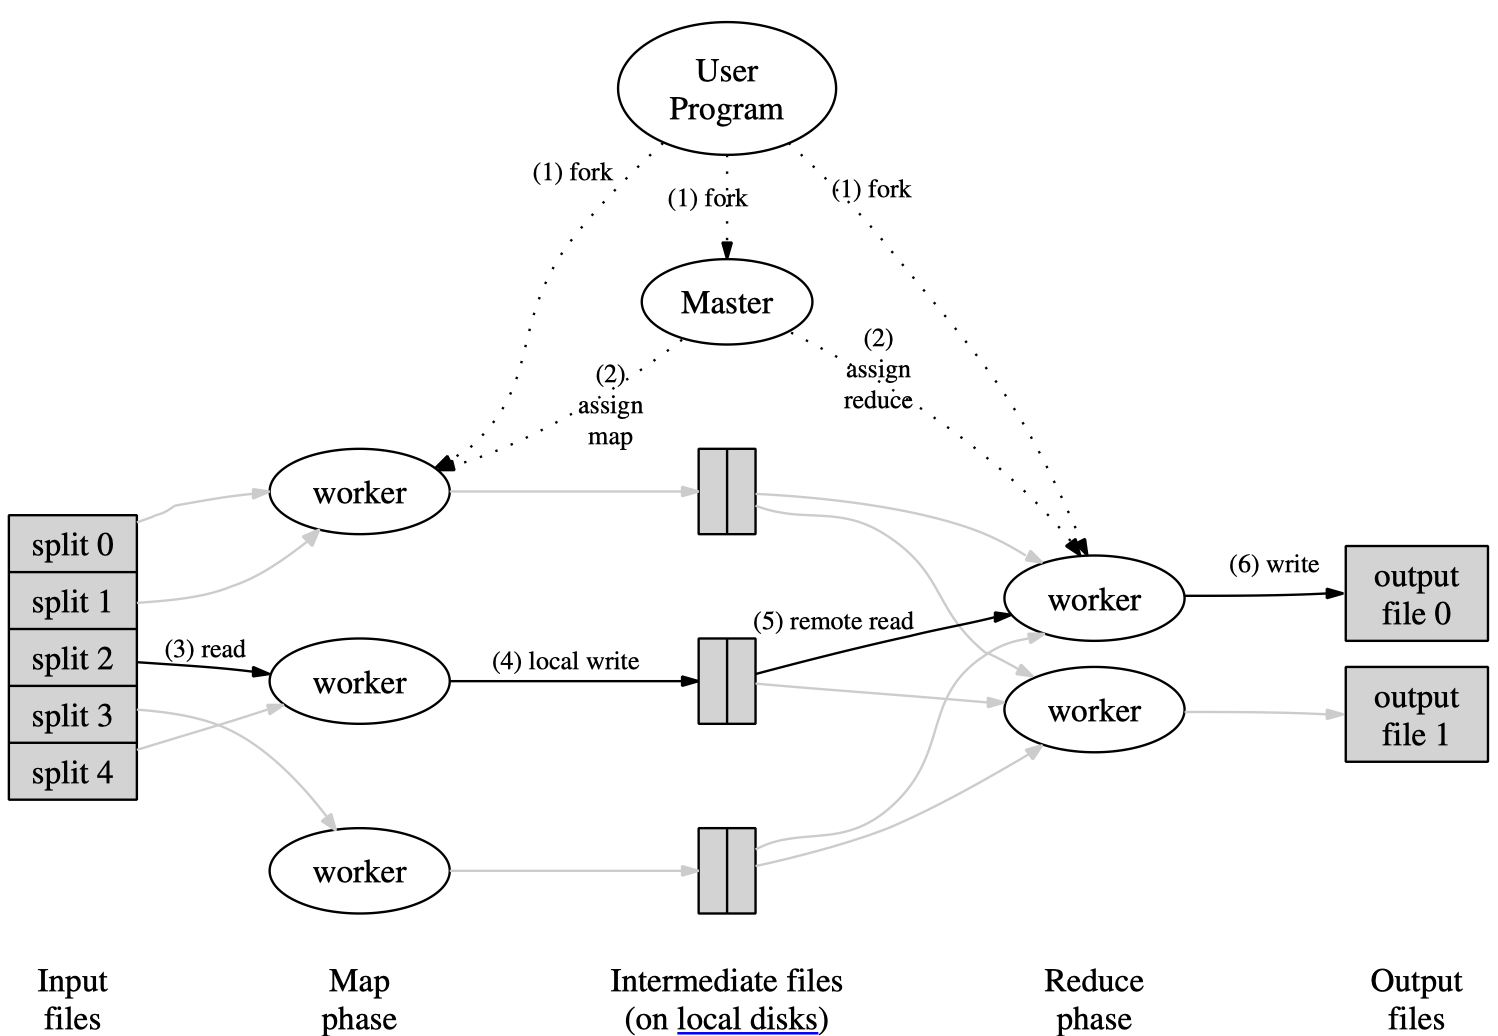 User
Program
(1) fork
(1) fork
(1) fork
Master
(2)
assign
map
(2)
assign
reduce
worker
split 0
split 1
split 2
split 3
split 4
(3) read
worker
(4) local write
worker
(5) remote read
worker
worker
(6) write
output
file 0
output
file 1
Input
files
Map
phase
Intermediate files
(on local disks)
Reduce
phase
Output
files